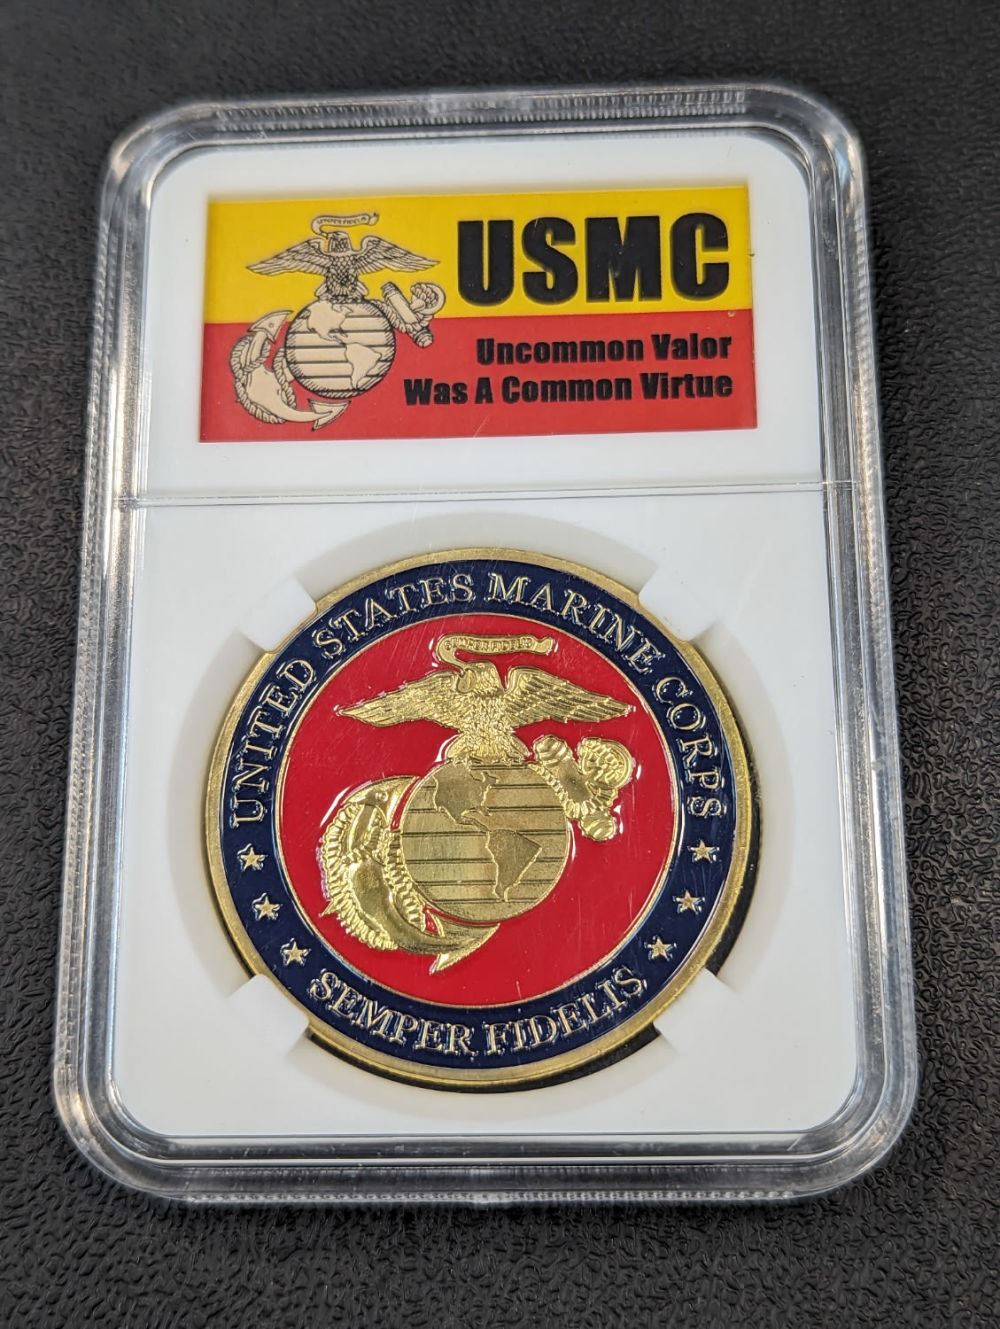 SEMPER FIDELIS
USMC
Uncommon Valor
Was A Common Virtue
UNITED STATES MARINE CORPS
SEMPER FIDELIS
SEMPER FIDELIS